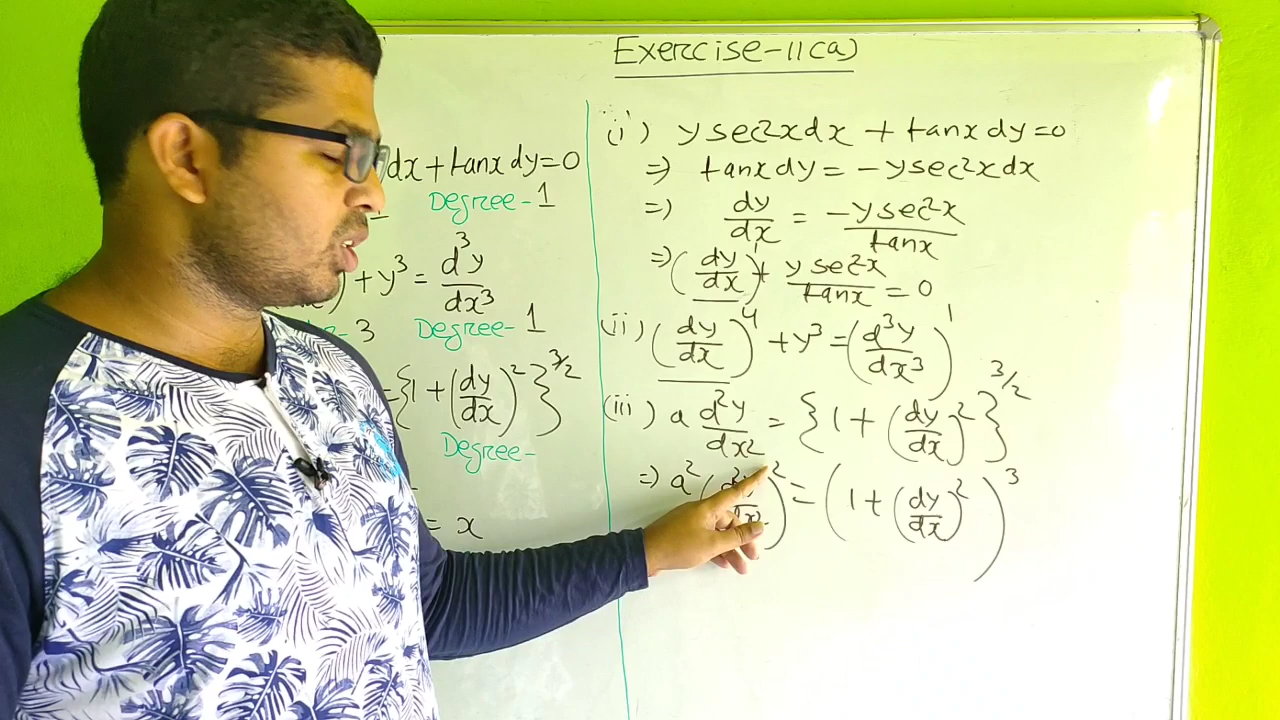 Exercise-11(a)
dx + tanx dy = 0
Degree - 1
) + y³ = d³y/dx³
3 Degree - 1
= {1 + (dy/dx)²}^3/2
Degree -
= x
(i) y sec²x dx + tanx dy = 0
⇒ tanx dy = - y sec²x dx
⇒ dy/dx = - y sec²x / tanx
⇒ (dy/dx)¹ + y sec²x / tanx = 0
(ii) (dy/dx)⁴ + y³ = (d³y/dx³)¹
(iii) a d²y/dx² = {1 + (dy/dx)²}^3/2
⇒ a² (d²y/dx²)² = (1 + (dy/dx)²)³